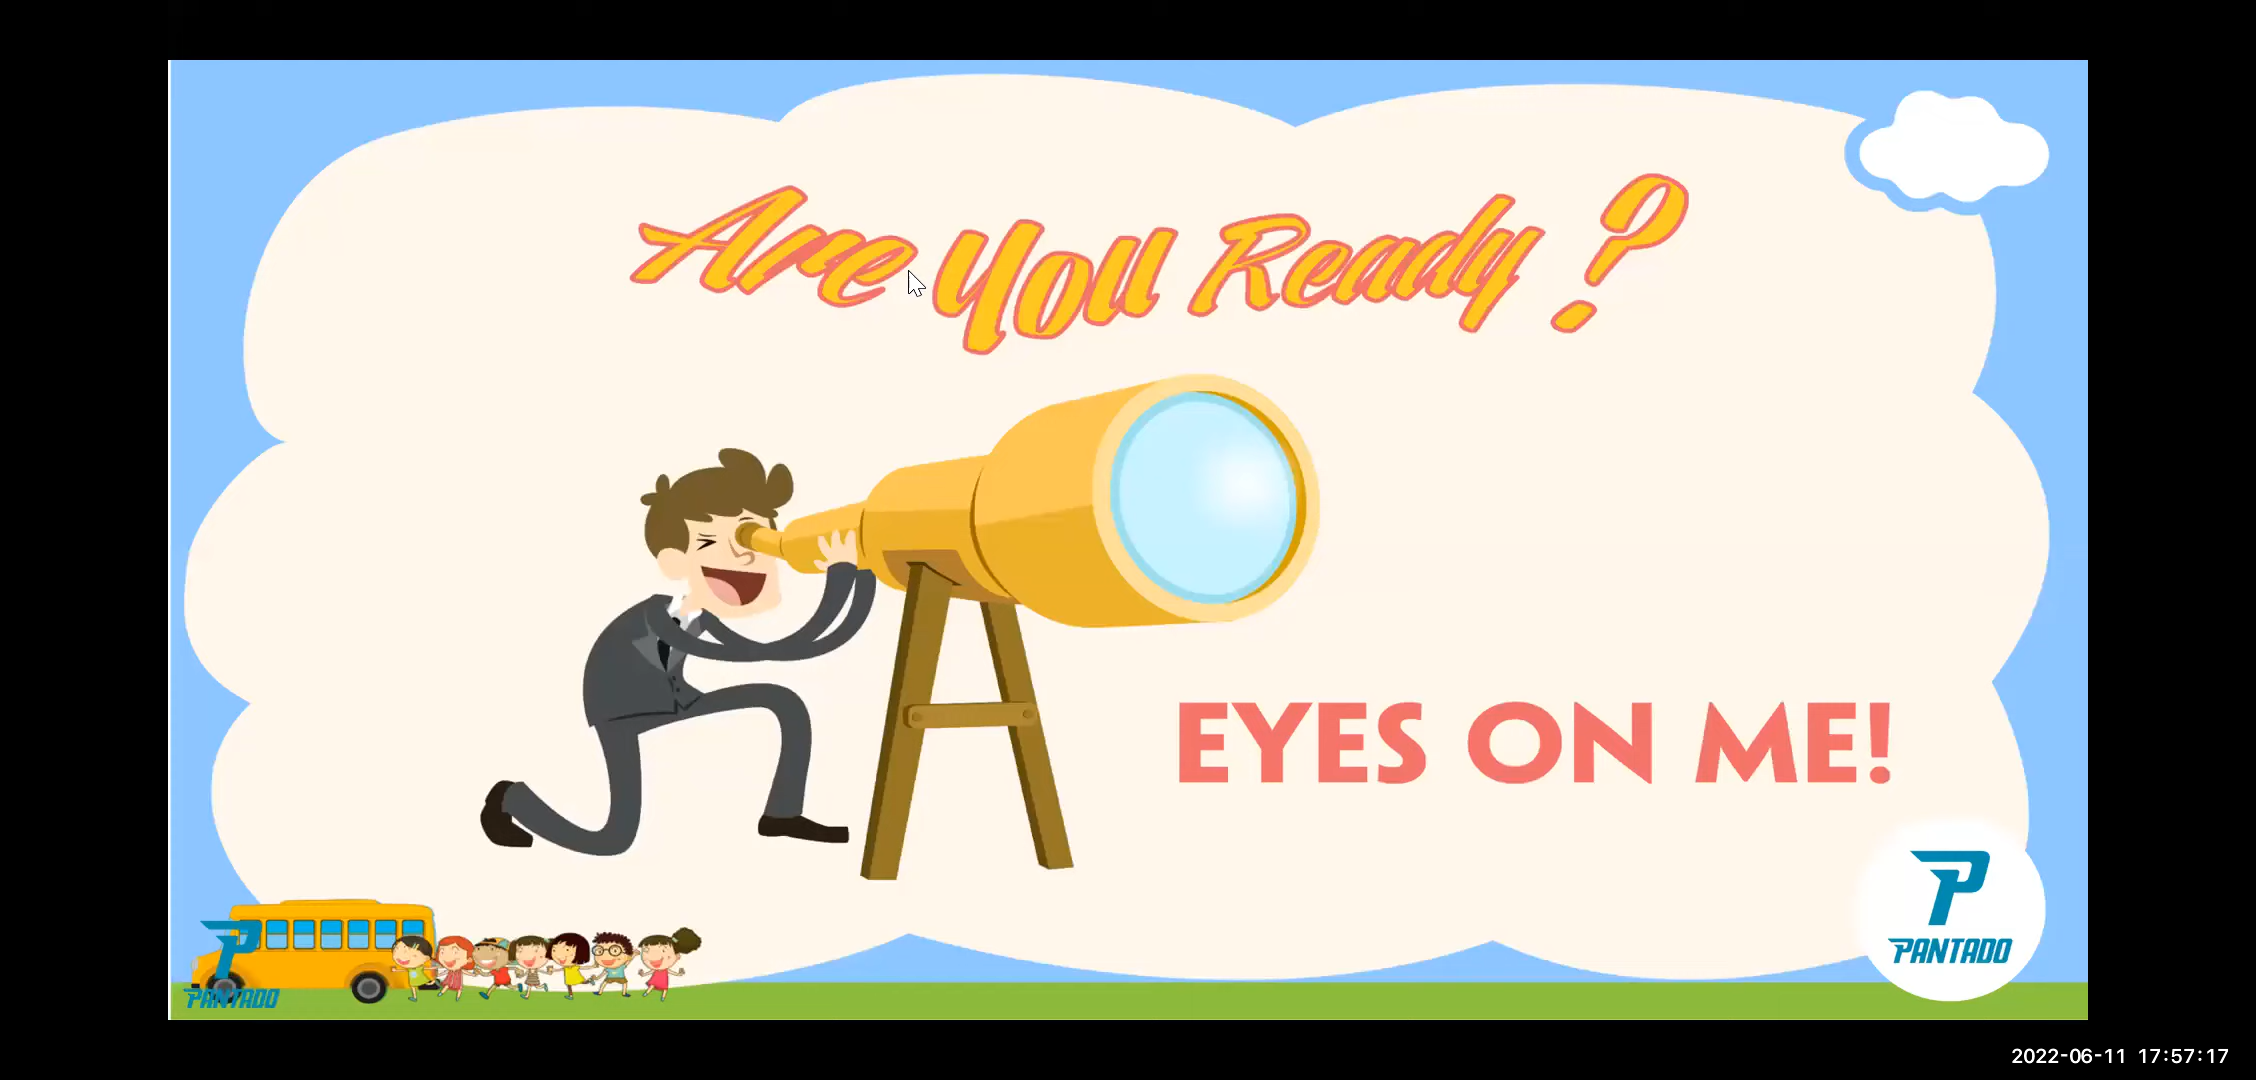 Are You Ready ?
EYES ON ME!
P
PANTADO
P
PANTADO
2022-06-11 17:57:17